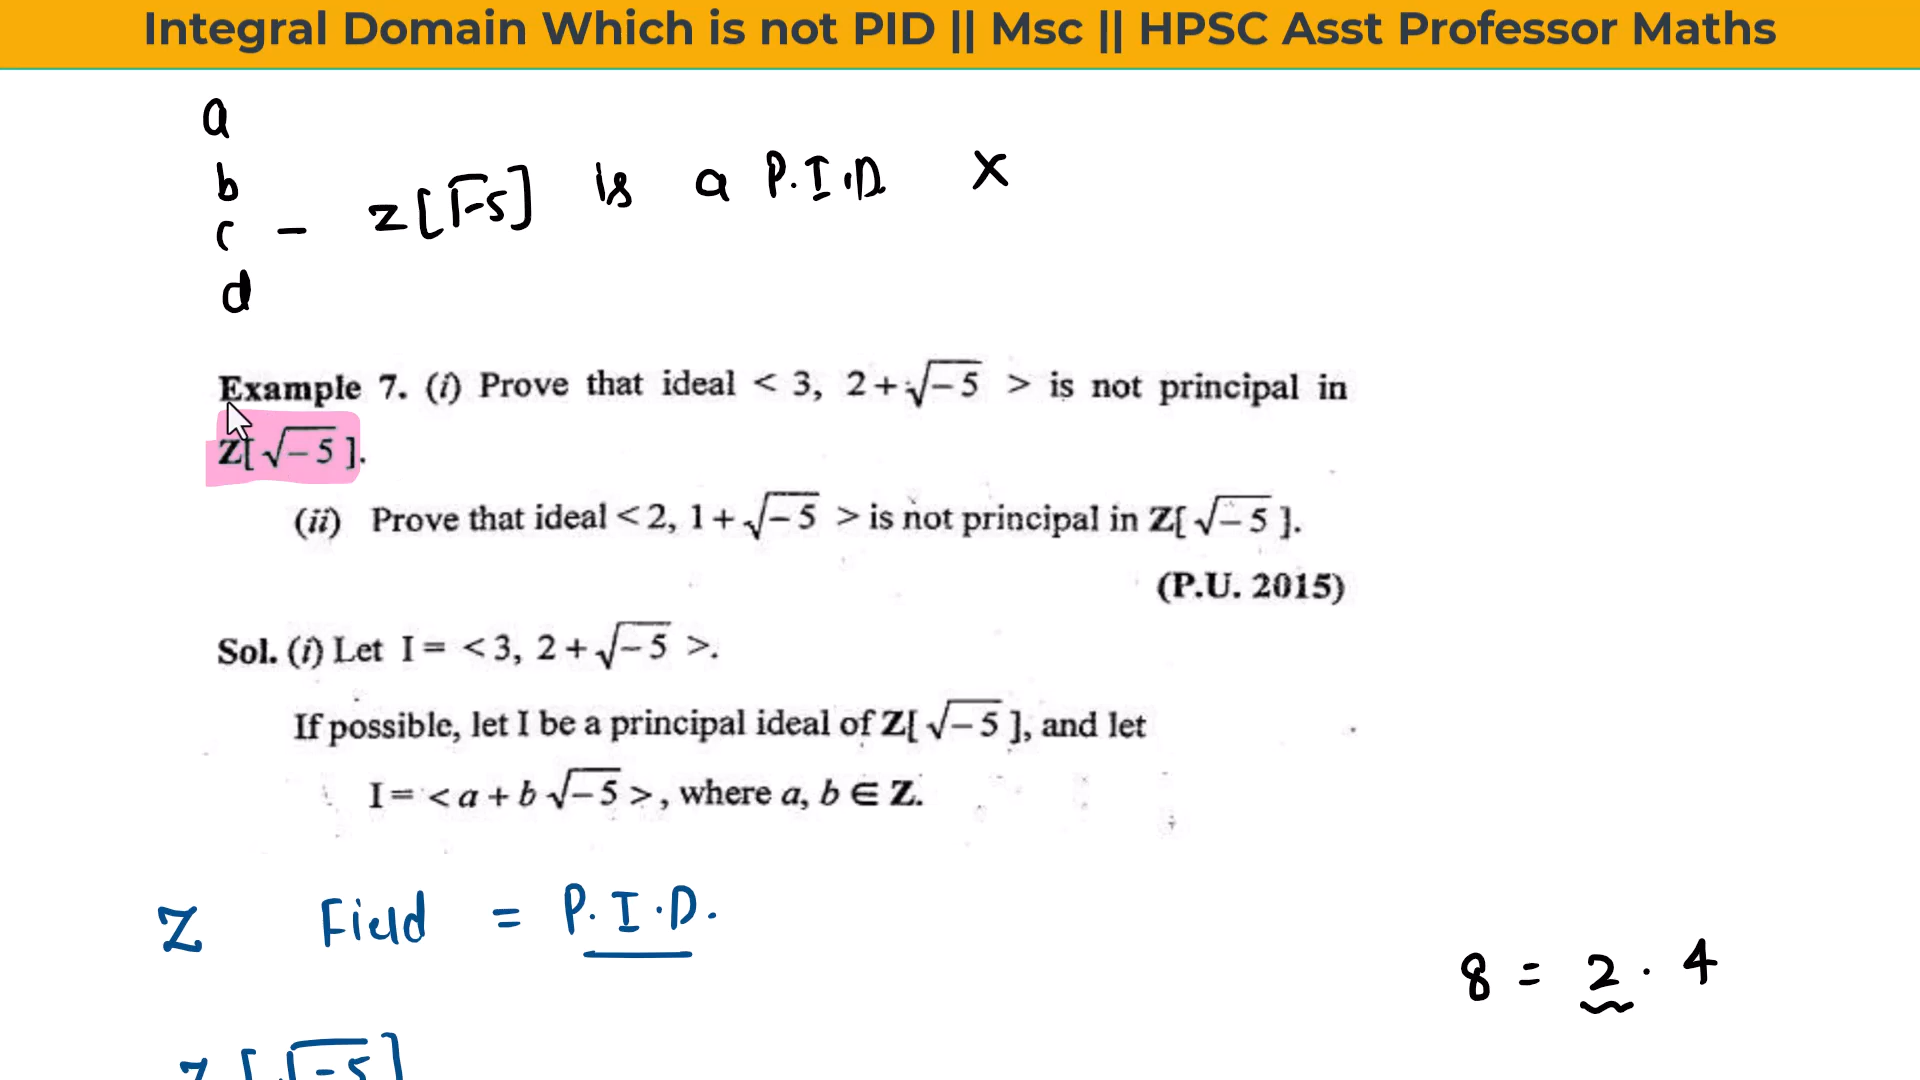 Integral Domain Which is not PID || Msc || HPSC Asst Professor Maths
a
b
c - Z[√-5] is a P.I.D. X
d
Example 7. (i) Prove that ideal < 3, 2 + √-5 > is not principal in
Z[√-5].
(ii) Prove that ideal < 2, 1 + √-5 > is not principal in Z[√-5].
(P.U. 2015)
Sol. (i) Let I = < 3, 2 + √-5 >.
If possible, let I be a principal ideal of Z[√-5], and let
I = < a + b √-5 >, where a, b ∈ Z.
Z Field = P.I.D.
8 = 2 . 4
Z[√-5]